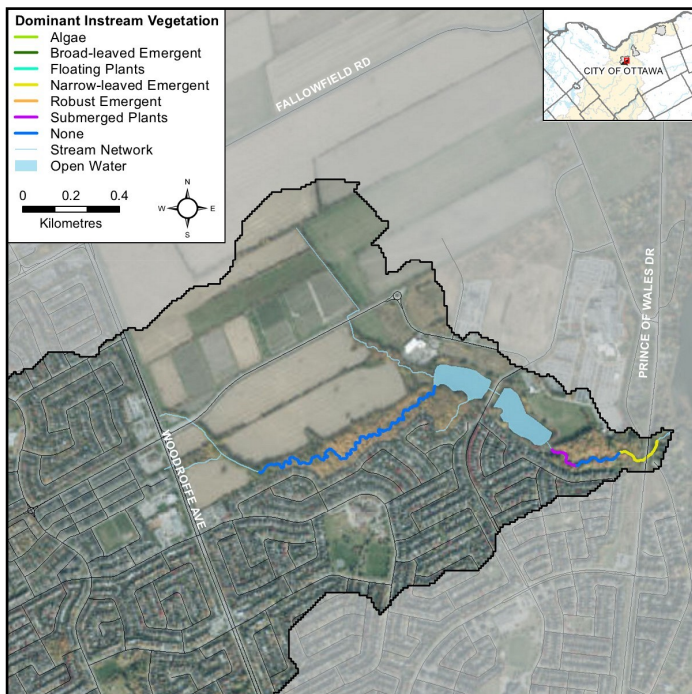 Dominant Instream Vegetation
Algae
Broad-leaved Emergent
Floating Plants
Narrow-leaved Emergent
Robust Emergent
Submerged Plants
None
Stream Network
Open Water
0 0.2 0.4
Kilometres
N
W E
S
CITY OF OTTAWA
FALLOWFIELD RD
PRINCE OF WALES DR
WOODROFFE AVE